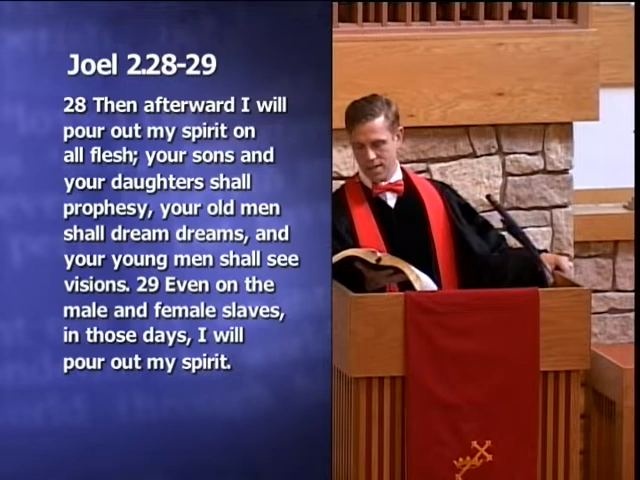 Joel 2.28-29
28 Then afterward I will
pour out my spirit on
all flesh; your sons and
your daughters shall
prophesy, your old men
shall dream dreams, and
your young men shall see
visions. 29 Even on the
male and female slaves,
in those days, I will
pour out my spirit.